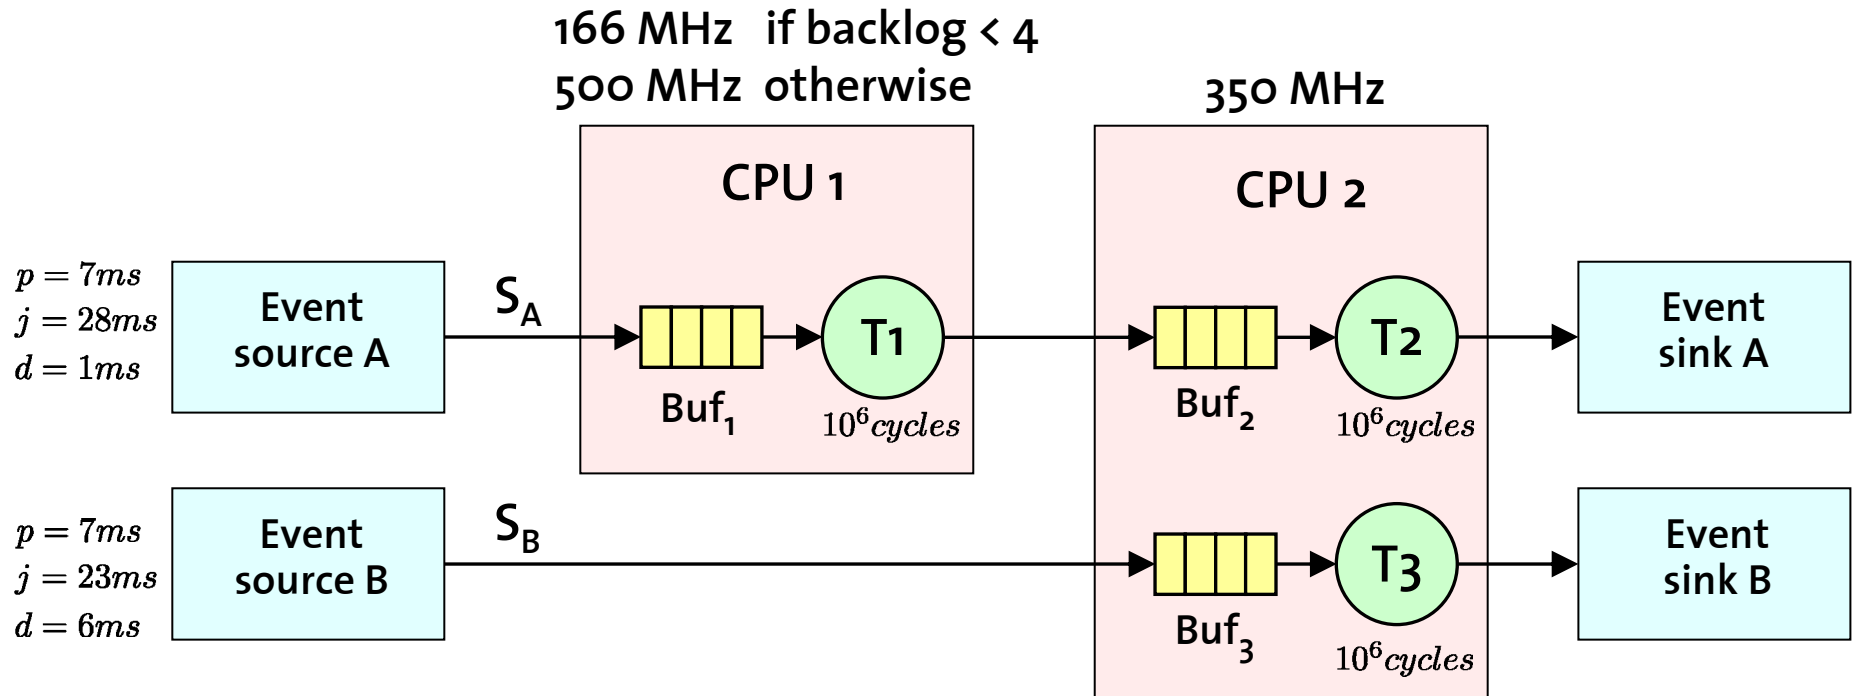 166 MHz if backlog < 4
500 MHz otherwise
350 MHz
CPU 1
CPU 2
p = 7ms
j = 28ms
d = 1ms
Event
source A
S_A
T1
Buf_1
10^6 cycles
T2
Buf_2
10^6 cycles
Event
sink A
p = 7ms
j = 23ms
d = 6ms
Event
source B
S_B
T3
Buf_3
10^6 cycles
Event
sink B